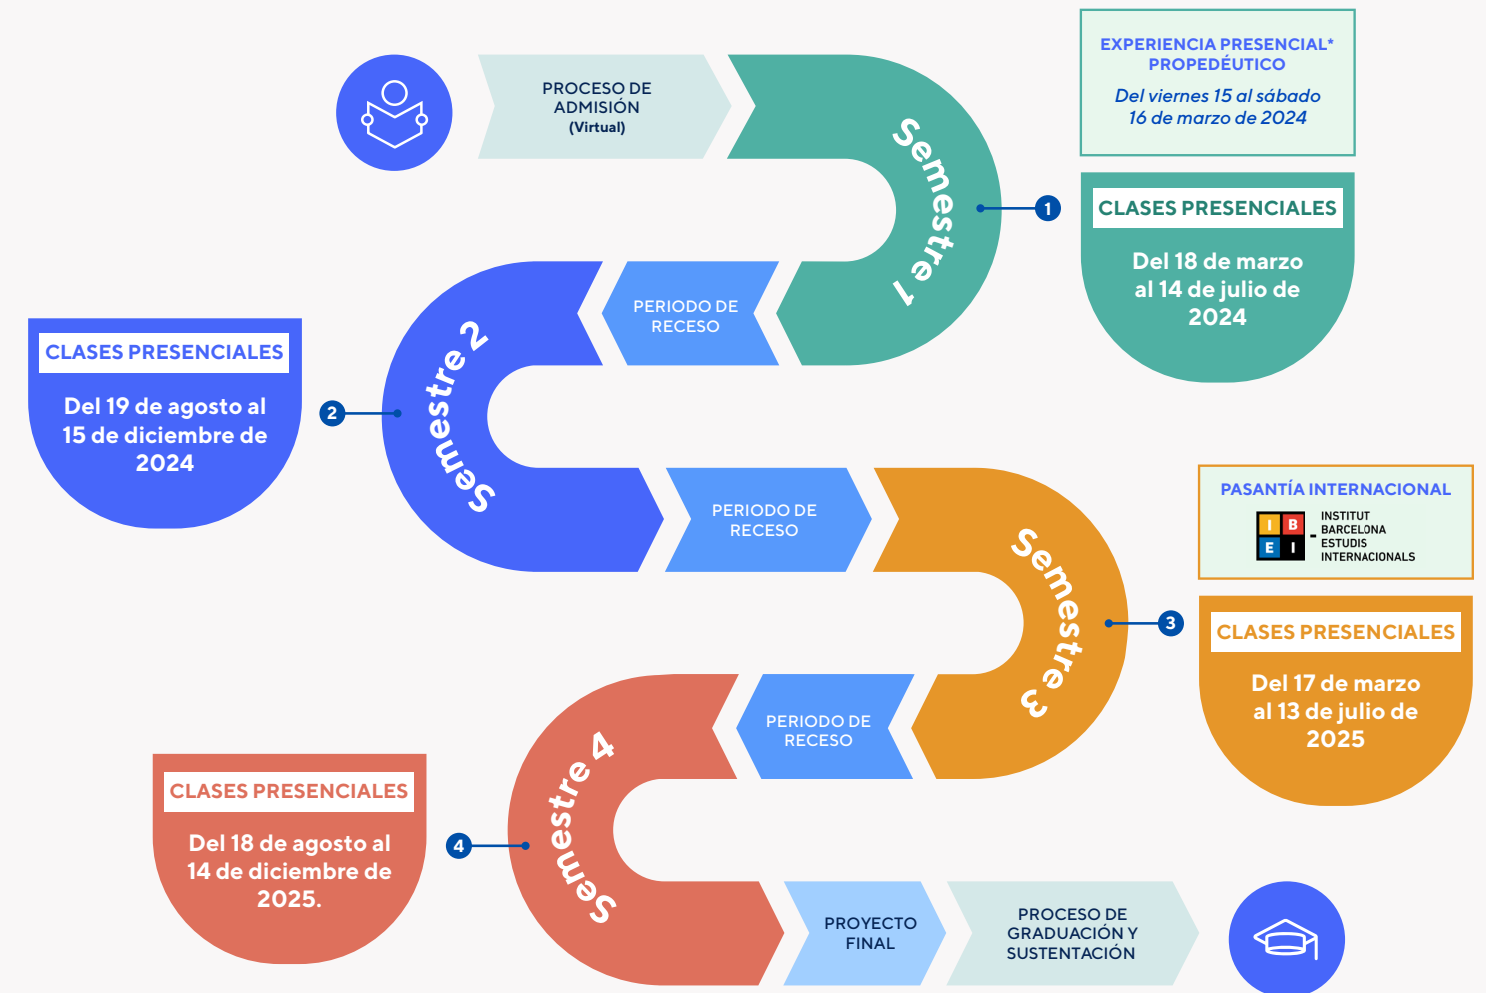 PROCESO DE
ADMISIÓN
(Virtual)
Semestre 1
EXPERIENCIA PRESENCIAL*
PROPEDÉUTICO
Del viernes 15 al sábado
16 de marzo de 2024
1
CLASES PRESENCIALES
Del 18 de marzo
al 14 de julio de
2024
PERIODO DE
RECESO
Semestre 2
2
CLASES PRESENCIALES
Del 19 de agosto al
15 de diciembre de
2024
PERIODO DE
RECESO
Semestre 3
3
PASANTÍA INTERNACIONAL
I B
E I
-
INSTITUT
BARCELONA
ESTUDIS
INTERNACIONALS
CLASES PRESENCIALES
Del 17 de marzo
al 13 de julio de
2025
PERIODO DE
RECESO
Semestre 4
4
CLASES PRESENCIALES
Del 18 de agosto al
14 de diciembre de
2025.
PROYECTO
FINAL
PROCESO DE
GRADUACIÓN Y
SUSTENTACIÓN